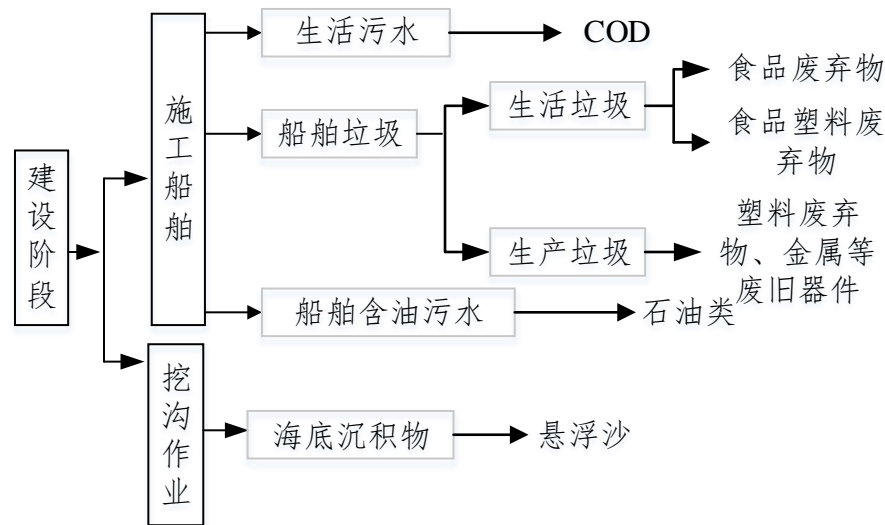 建设阶段
施工船舶
生活污水
COD
船舶垃圾
生活垃圾
食品废弃物
食品塑料废
弃物
生产垃圾
塑料废弃
物、金属等
废旧器件
船舶含油污水
石油类
挖沟作业
海底沉积物
悬浮沙